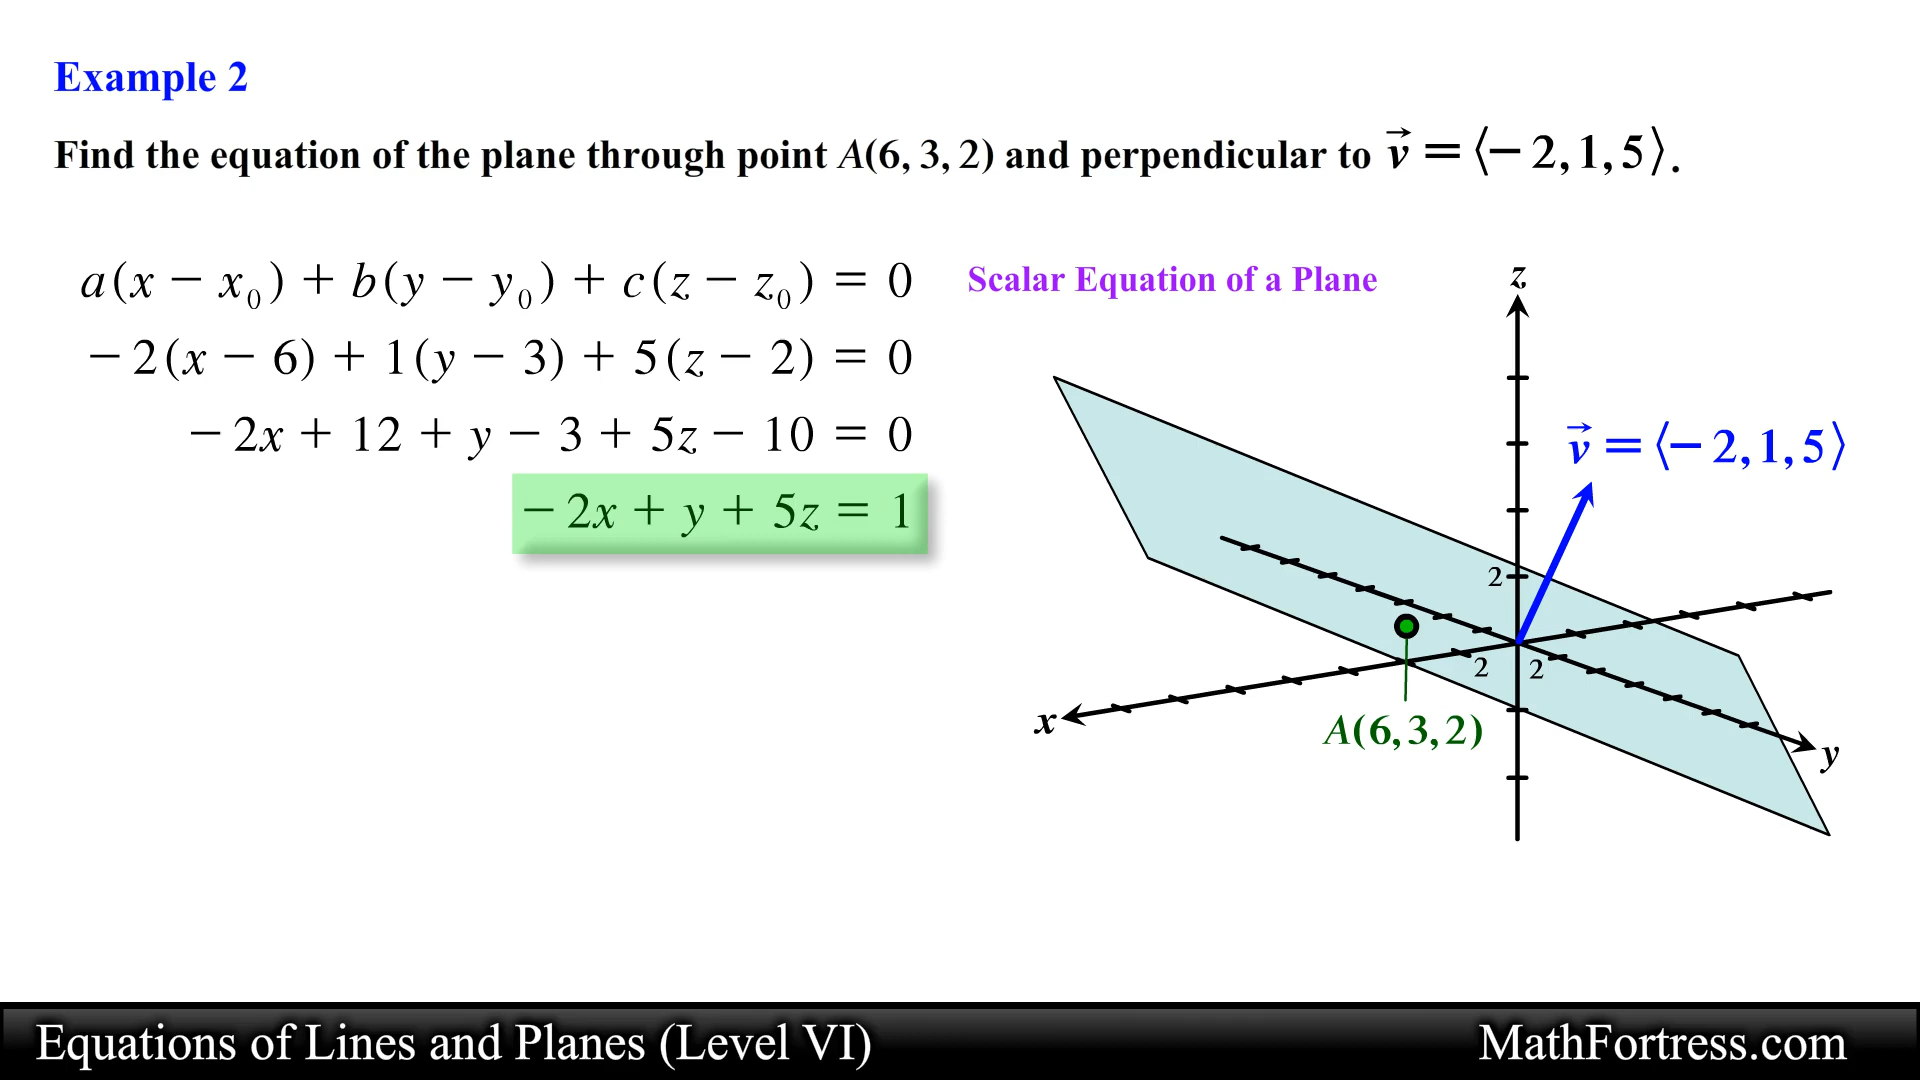 Example 2
Find the equation of the plane through point A(6, 3, 2) and perpendicular to v⃗ = ⟨− 2, 1, 5⟩.
a(x − x₀) + b(y − y₀) + c(z − z₀) = 0 Scalar Equation of a Plane
z
− 2(x − 6) + 1(y − 3) + 5(z − 2) = 0
− 2x + 12 + y − 3 + 5z − 10 = 0
v⃗ = ⟨− 2, 1, 5⟩
− 2x + y + 5z = 1
2
2 2
x
A(6, 3, 2)
y
Equations of Lines and Planes (Level VI) MathFortress.com